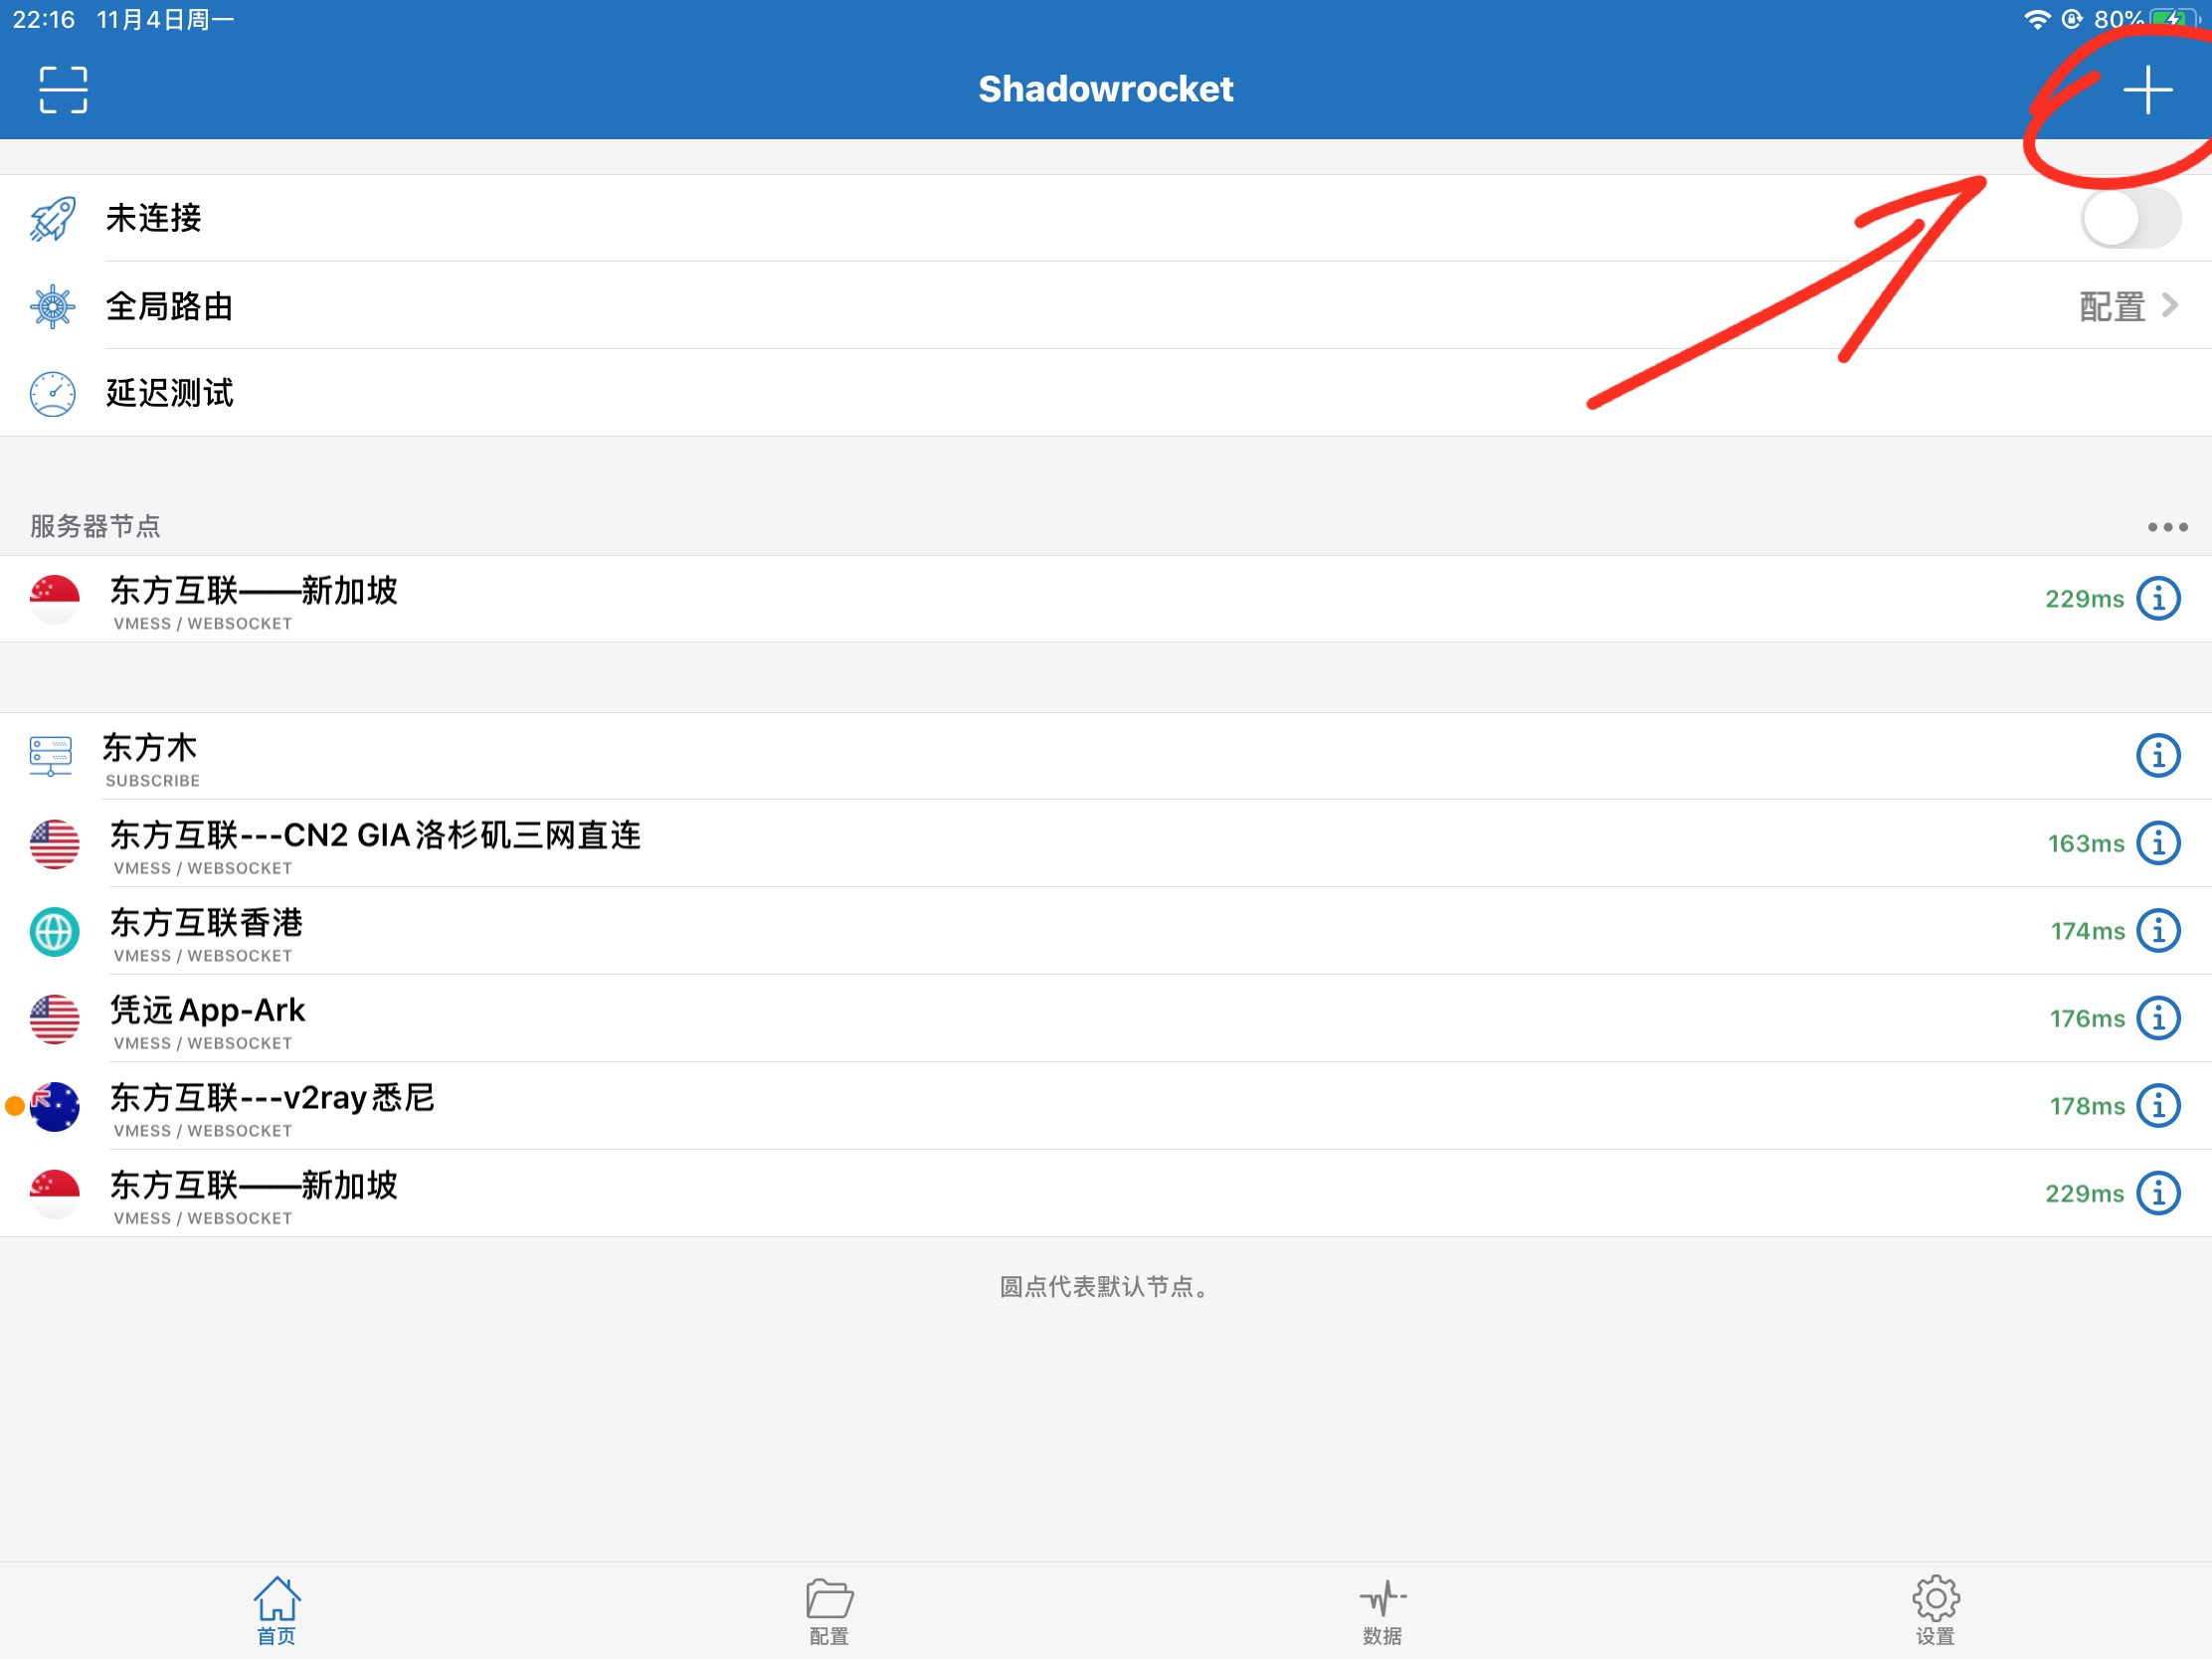 22:16 11月4日周一
80%
Shadowrocket
未连接
全局路由
配置
延迟测试
服务器节点
东方互联——新加坡
VMESS / WEBSOCKET
229ms
东方木
SUBSCRIBE
东方互联---CN2 GIA洛杉矶三网直连
VMESS / WEBSOCKET
163ms
东方互联香港
VMESS / WEBSOCKET
174ms
凭远App-Ark
VMESS / WEBSOCKET
176ms
东方互联---v2ray悉尼
VMESS / WEBSOCKET
178ms
东方互联——新加坡
VMESS / WEBSOCKET
229ms
圆点代表默认节点。
首页
配置
数据
设置